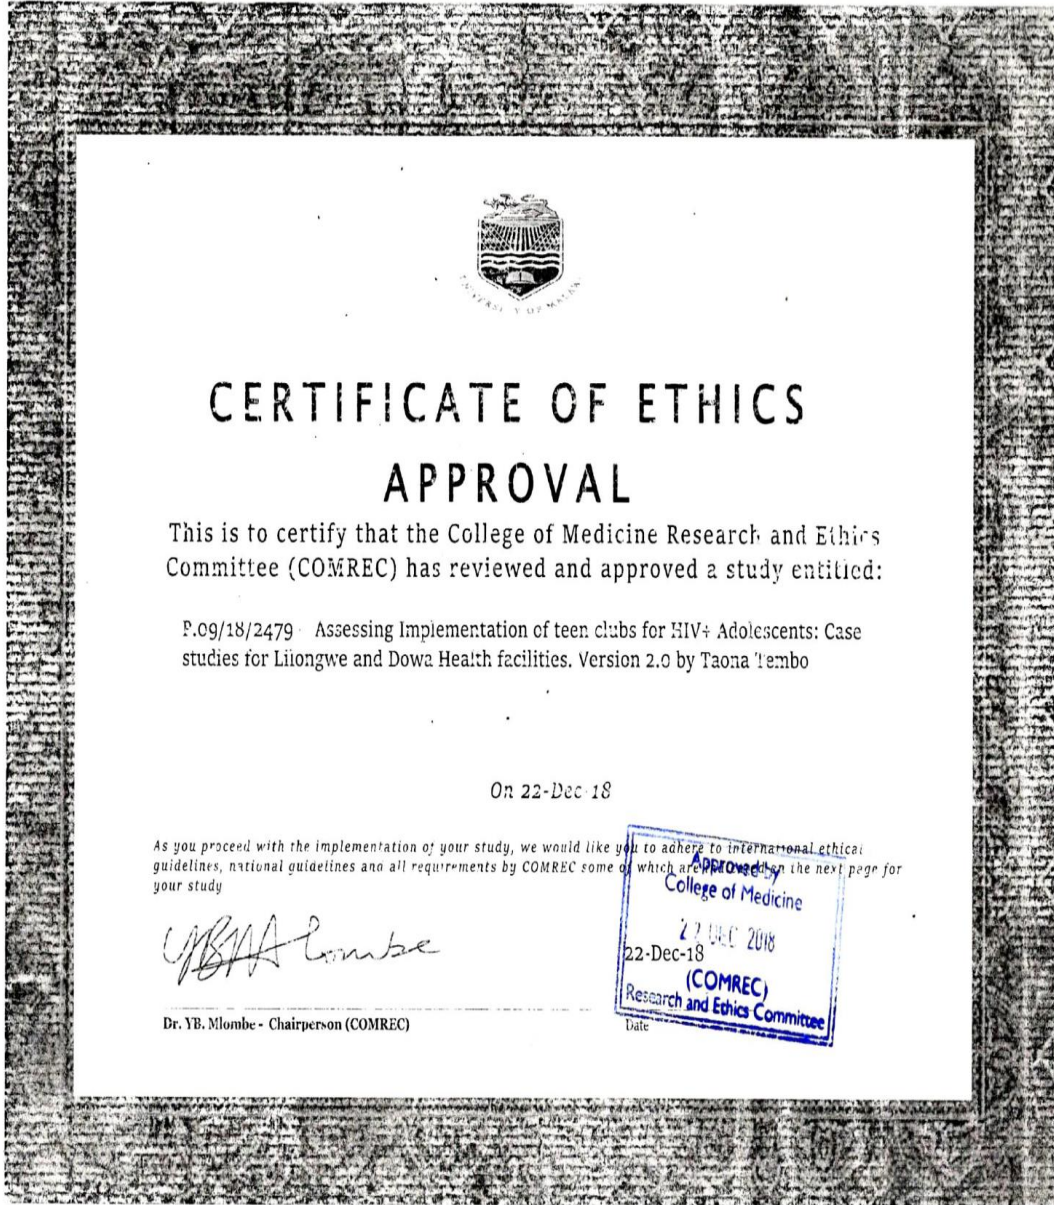 UNIVERSITY OF MALAWI
CERTIFICATE OF ETHICS
APPROVAL
This is to certify that the College of Medicine Research and Ethics
Committee (COMREC) has reviewed and approved a study entitled:
P.09/18/2479 Assessing Implementation of teen clubs for HIV+ Adolescents: Case
studies for Lilongwe and Dowa Health facilities. Version 2.0 by Taona Tembo
On 22-Dec-18
As you proceed with the implementation of your study, we would like you to adhere to international ethical
guidelines, national guidelines and all requirements by COMREC some of which are on the next page for
your study
Approved by
College of Medicine
22 DEC 2018
22-Dec-18
(COMREC)
Research and Ethics Committee
Dr. YB. Mlombe - Chairperson (COMREC)
Date